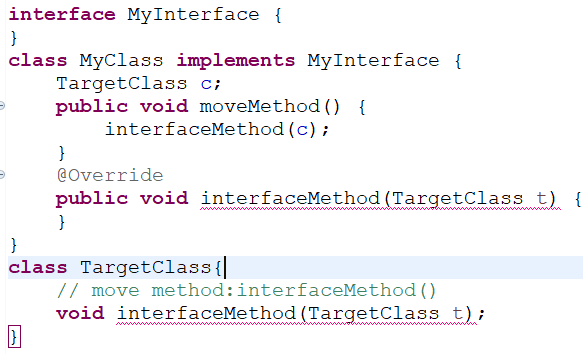 interface MyInterface {
}
class MyClass implements MyInterface {
    TargetClass c;
    public void moveMethod() {
        interfaceMethod(c);
    }
    @Override
    public void interfaceMethod(TargetClass t) {
    }
}
class TargetClass{
    // move method:interfaceMethod()
    void interfaceMethod(TargetClass t);
}